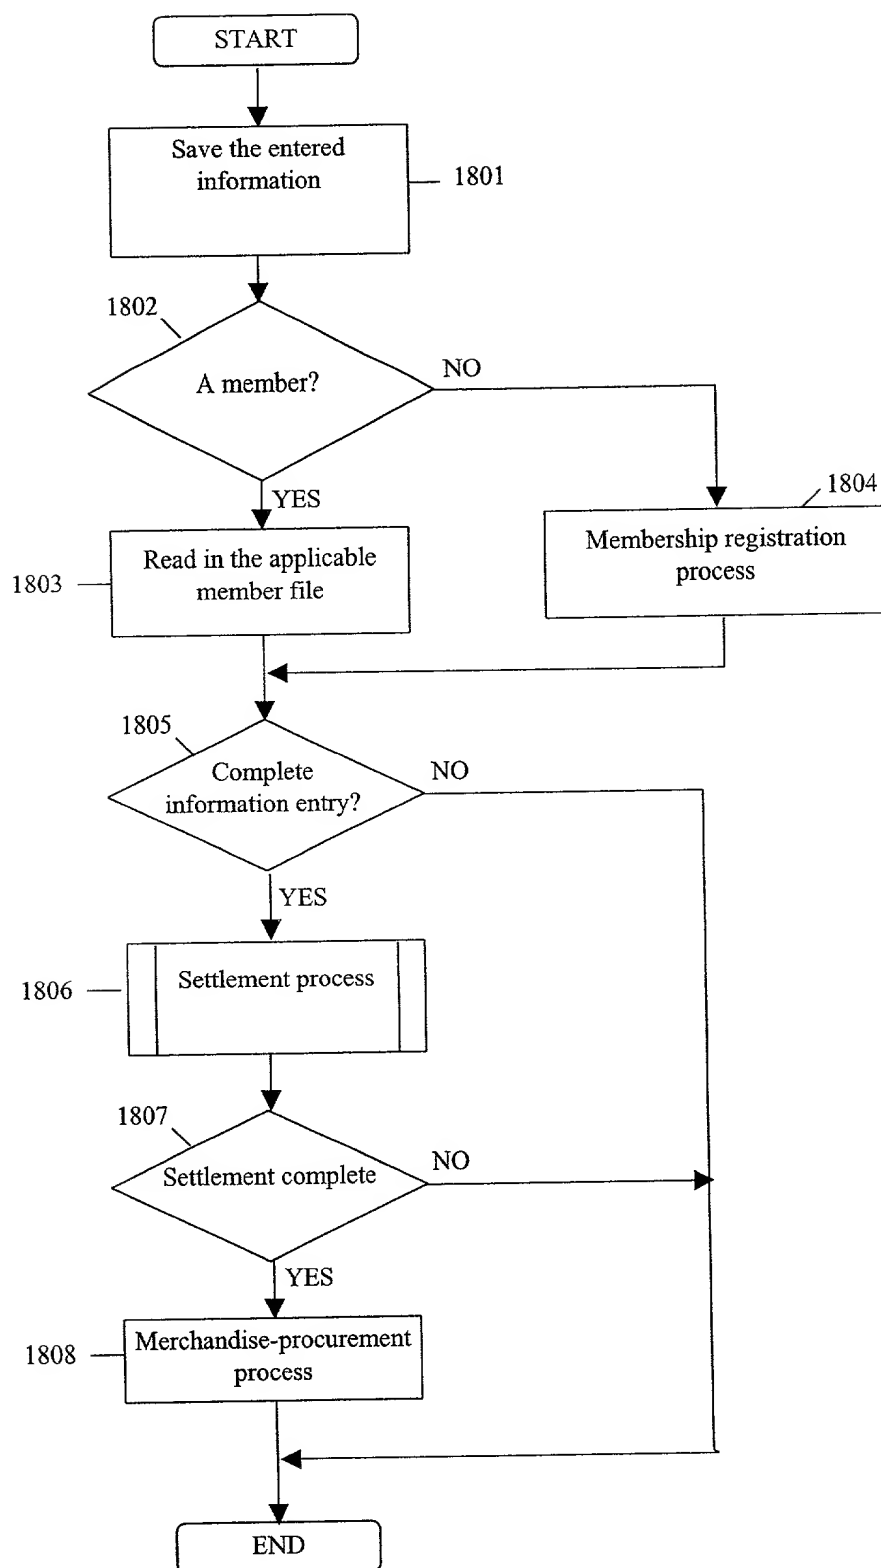 START
Save the entered
information
1801
1802
A member?
NO
YES
1804
Read in the applicable
member file
1803
Membership registration
process
1805
Complete
information entry?
NO
YES
Settlement process
1806
1807
Settlement complete
NO
YES
Merchandise-procurement
process
1808
END